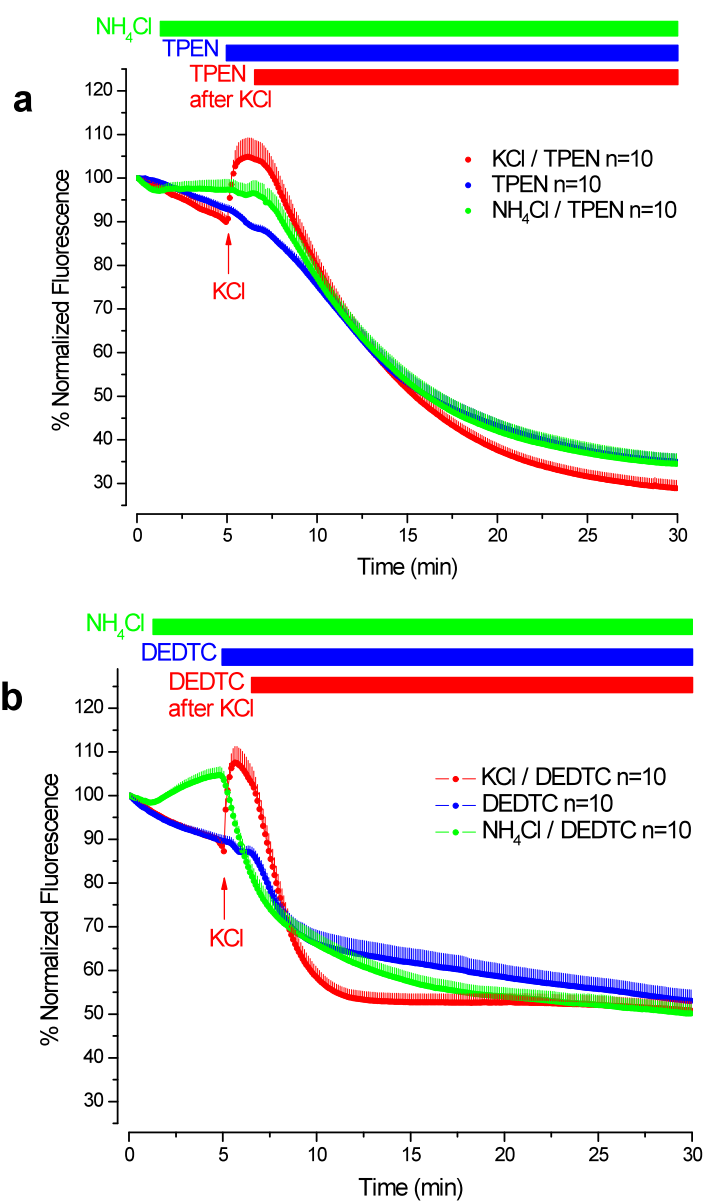 NH4Cl
TPEN
TPEN
after KCl
a
120
110
100
90
80
70
60
50
40
30
% Normalized Fluorescence
KCl / TPEN n=10
TPEN n=10
NH4Cl / TPEN n=10
KCl
0
5
10
15
20
25
30
Time (min)
NH4Cl
DEDTC
DEDTC
after KCl
b
120
110
100
90
80
70
60
50
40
30
% Normalized Fluorescence
KCl / DEDTC n=10
DEDTC n=10
NH4Cl / DEDTC n=10
KCl
0
5
10
15
20
25
30
Time (min)